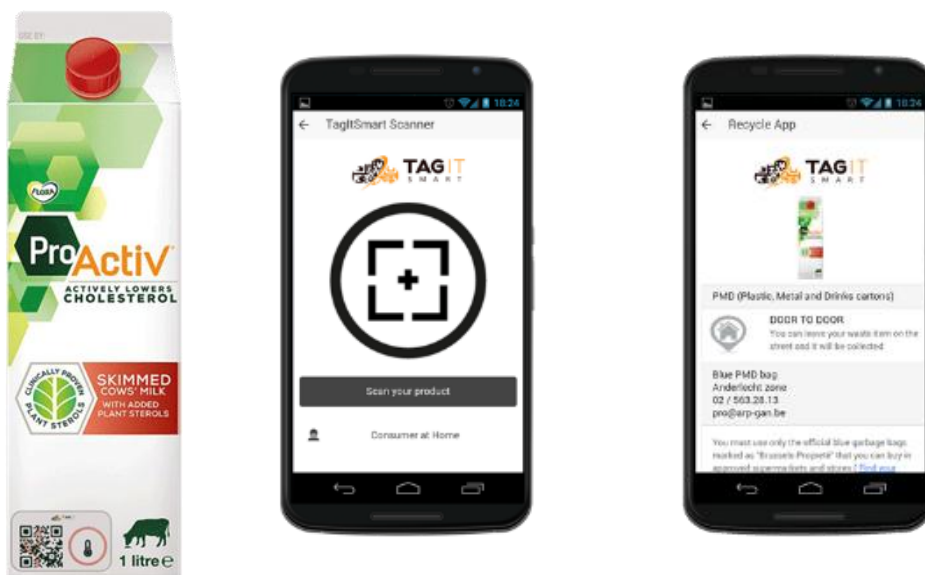 USE BY:
FLORA
ProActiv
ACTIVELY LOWERS
CHOLESTEROL
CLINICALLY PROVEN
PLANT STEROLS
SKIMMED
COWS' MILK
WITH ADDED
PLANT STEROLS
1 litre e
18:24
TagItSmart Scanner
TAGIT
SMART
Scan your product
Consumer at Home
18:24
Recycle App
TAGIT
SMART
PMD (Plastic, Metal and Drinks cartons)
DOOR TO DOOR
You can leave your waste item on the
street and it will be collected
Blue PMD bag
Anderlecht zone
02 / 563.28.13
pro@arp-gan.be
You must use only the official blue garbage bags
marked as "Brussels Propreté" that you can buy in
approved supermarkets and stores ( Find your